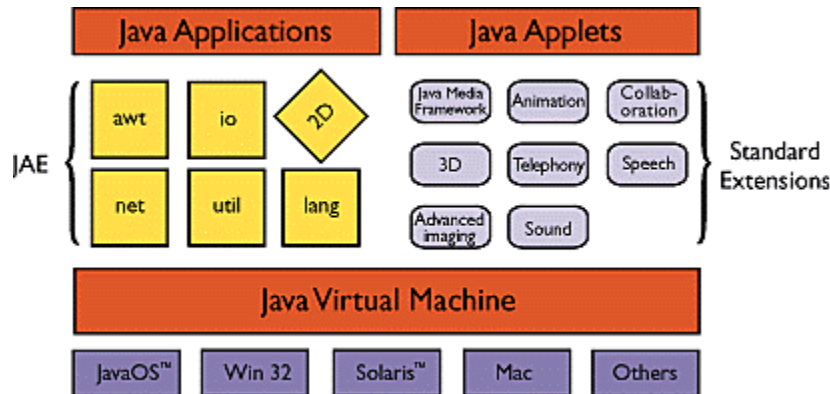 Java Applications
Java Applets
JAE
awt
io
2D
net
util
lang
Java Media
Framework
Animation
Collab-
oration
3D
Telephony
Speech
Advanced
imaging
Sound
Standard
Extensions
Java Virtual Machine
JavaOS™
Win 32
Solaris™
Mac
Others